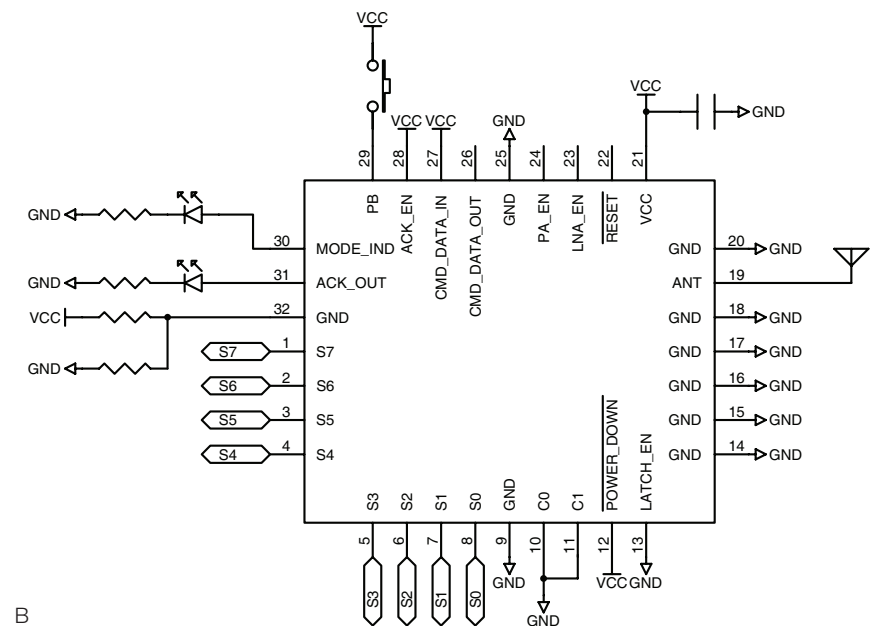 VCC
VCC
VCC
GND
VCC
GND
29
28
27
26
25
24
23
22
21
PB
ACK_EN
CMD_DATA_IN
CMD_DATA_OUT
GND
PA_EN
LNA_EN
RESET
VCC
GND
30
MODE_IND
GND
20
GND
GND
31
ACK_OUT
ANT
19
VCC
32
GND
GND
18
GND
GND
S7
1
S7
GND
17
GND
S6
2
S6
GND
16
GND
S5
3
S5
GND
15
GND
S4
4
S4
GND
14
GND
S3
S2
S1
S0
GND
C0
C1
POWER_DOWN
LATCH_EN
5
6
7
8
9
10
11
12
13
S3
S2
S1
S0
GND
GND
VCC
GND
B